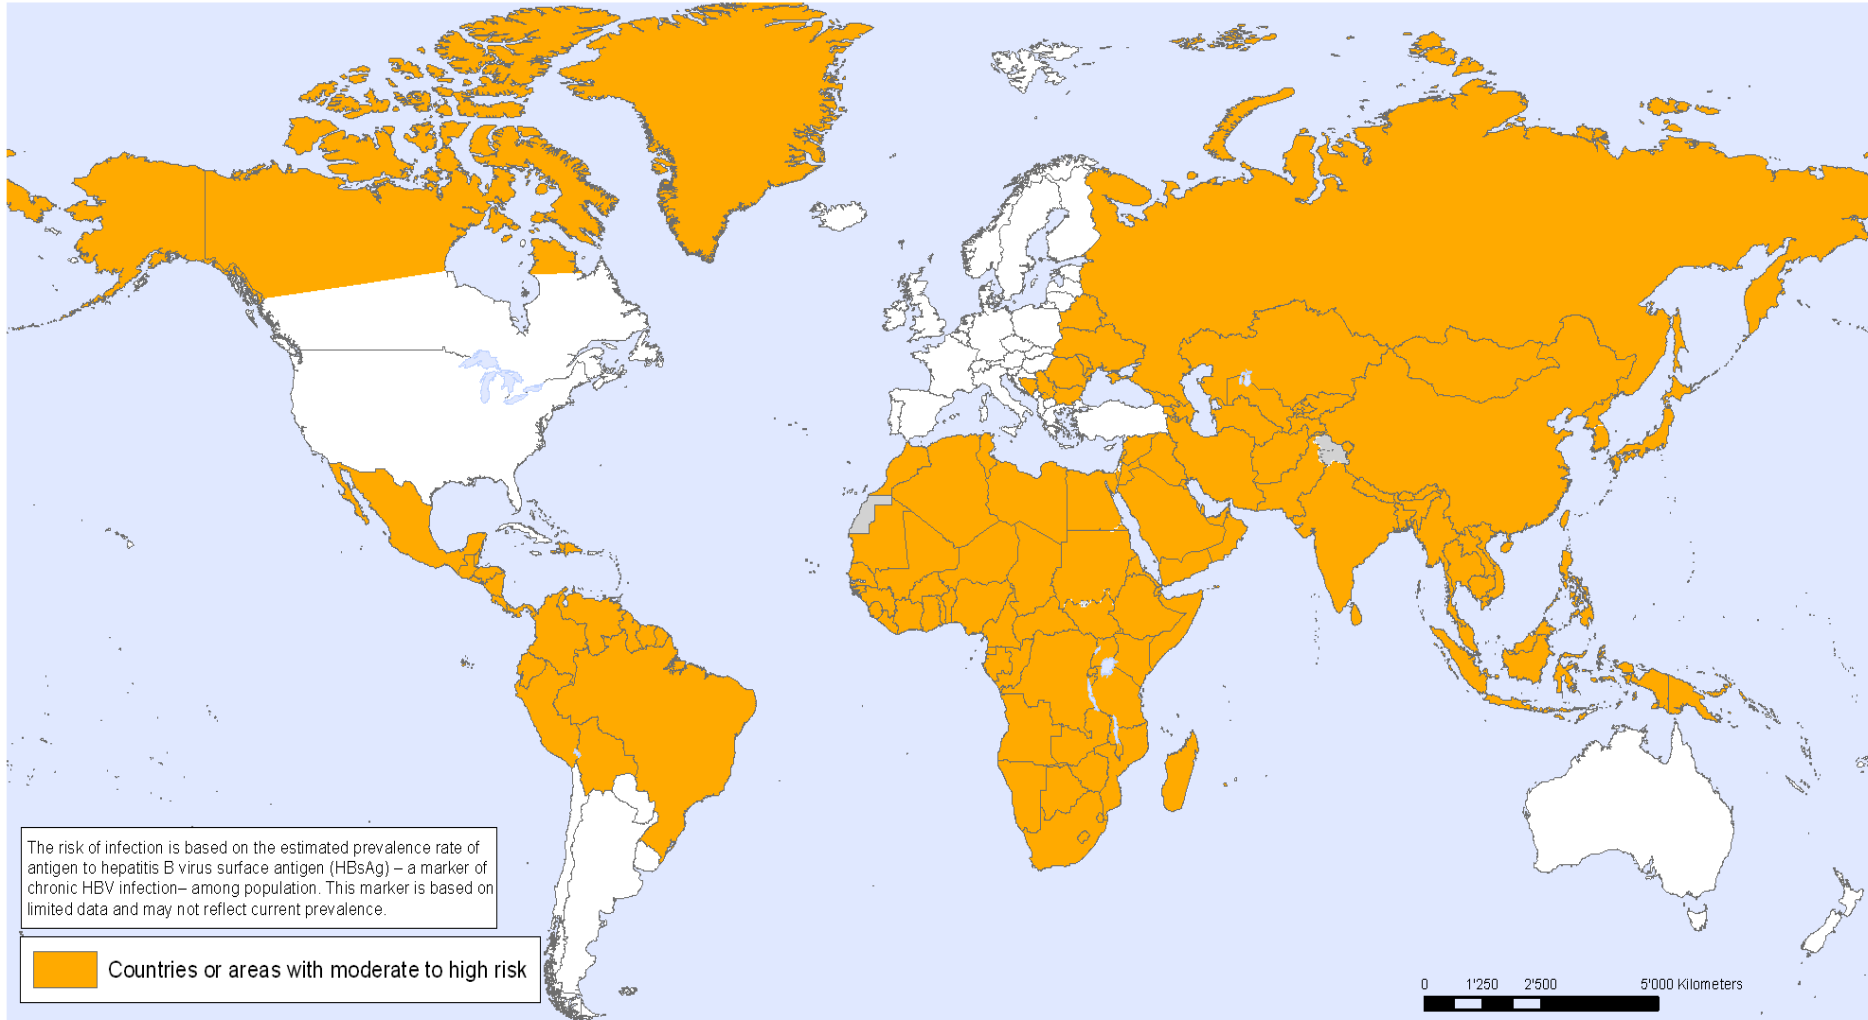 The risk of infection is based on the estimated prevalence rate of
antigen to hepatitis B virus surface antigen (HBsAg) – a marker of
chronic HBV infection– among population. This marker is based on
limited data and may not reflect current prevalence.
Countries or areas with moderate to high risk
0 1'250 2'500 5'000 Kilometers